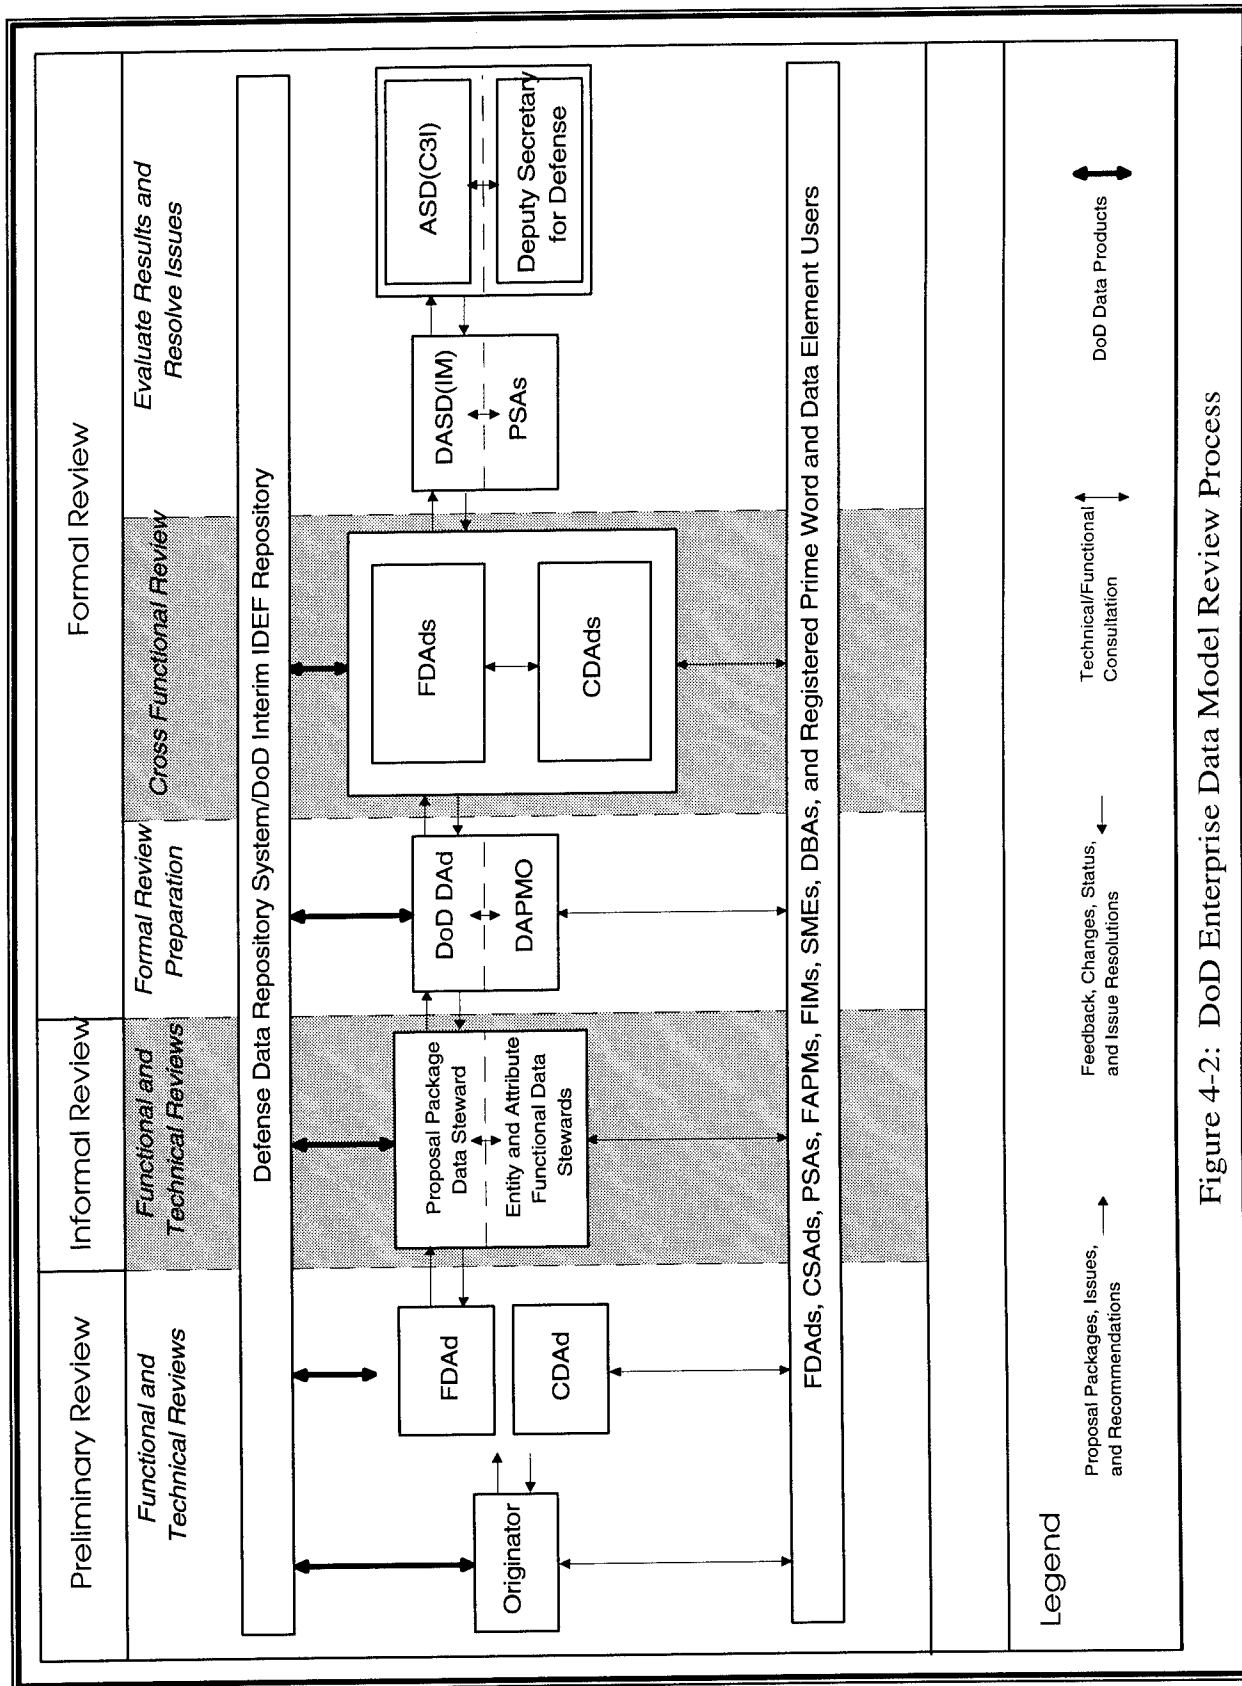 Preliminary Review
Informal Review
Formal Review
Functional and
Technical Reviews
Functional and
Technical Reviews
Formal Review
Preparation
Cross Functional Review
Evaluate Results and
Resolve Issues
Defense Data Repository System/DoD Interim IDEF Repository
Originator
FDAd
CDAd
Proposal Package
Data Steward
Entity and Attribute
Functional Data
Stewards
DoD DAd
DAPMO
FDAds
CDAds
DASD(IM)
PSAs
ASD(C3I)
Deputy Secretary
for Defense
FDAds, CSAds, PSAs, FAPMs, FIMs, SMEs, DBAs, and Registered Prime Word and Data Element Users
Legend
Proposal Packages, Issues,
and Recommendations
Feedback, Changes, Status,
and Issue Resolutions
Technical/Functional
Consultation
DoD Data Products
Figure 4-2: DoD Enterprise Data Model Review Process